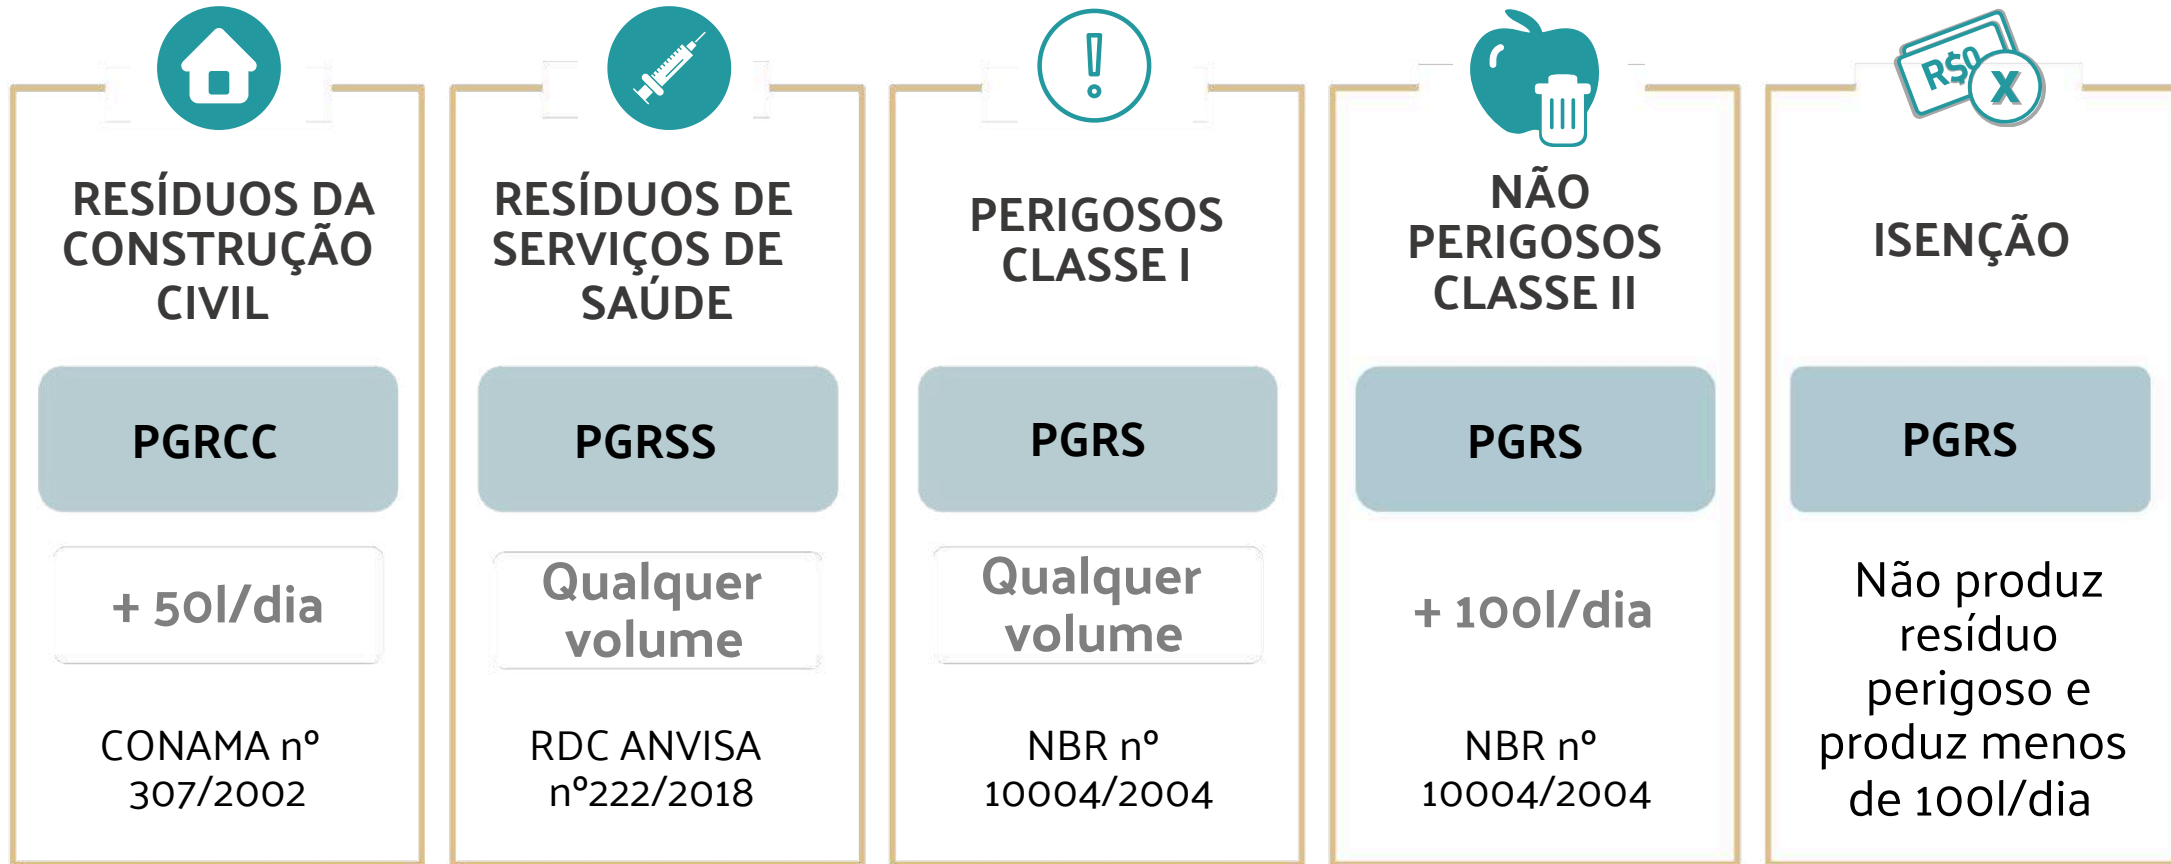 RESÍDUOS DA
CONSTRUÇÃO
CIVIL
PGRCC
+ 50l/dia
CONAMA nº
307/2002
RESÍDUOS DE
SERVIÇOS DE
SAÚDE
PGRSS
Qualquer
volume
RDC ANVISA
nº222/2018
PERIGOSOS
CLASSE I
PGRS
Qualquer
volume
NBR nº
10004/2004
NÃO
PERIGOSOS
CLASSE II
PGRS
+ 100l/dia
NBR nº
10004/2004
R$0
X
ISENÇÃO
PGRS
Não produz
resíduo
perigoso e
produz menos
de 100l/dia